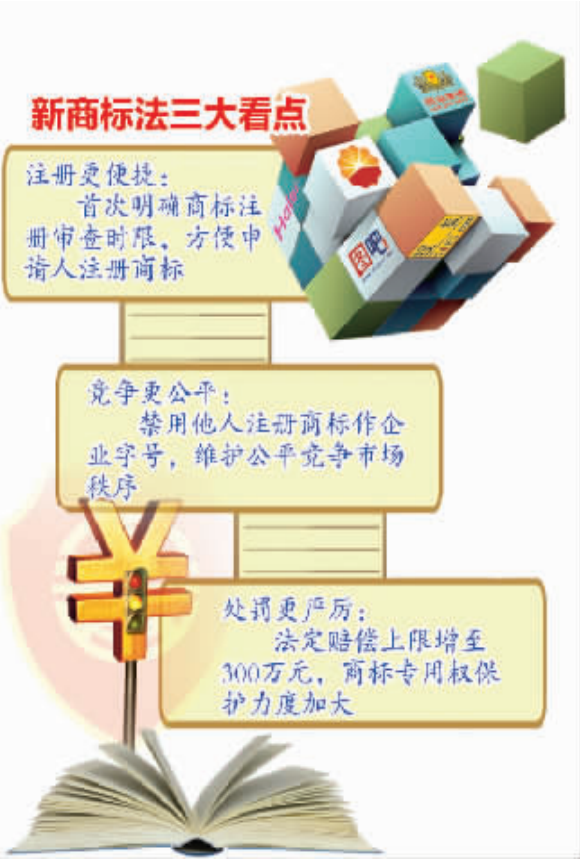 新商标法三大看点
注册更便捷：
首次明确商标注
册审查时限，方便申
请人注册商标
Haier
图吧
竞争更公平：
禁用他人注册商标作企
业字号，维护公平竞争市场
秩序
处罚更严厉：
法定赔偿上限增至
300万元，商标专用权保
护力度加大